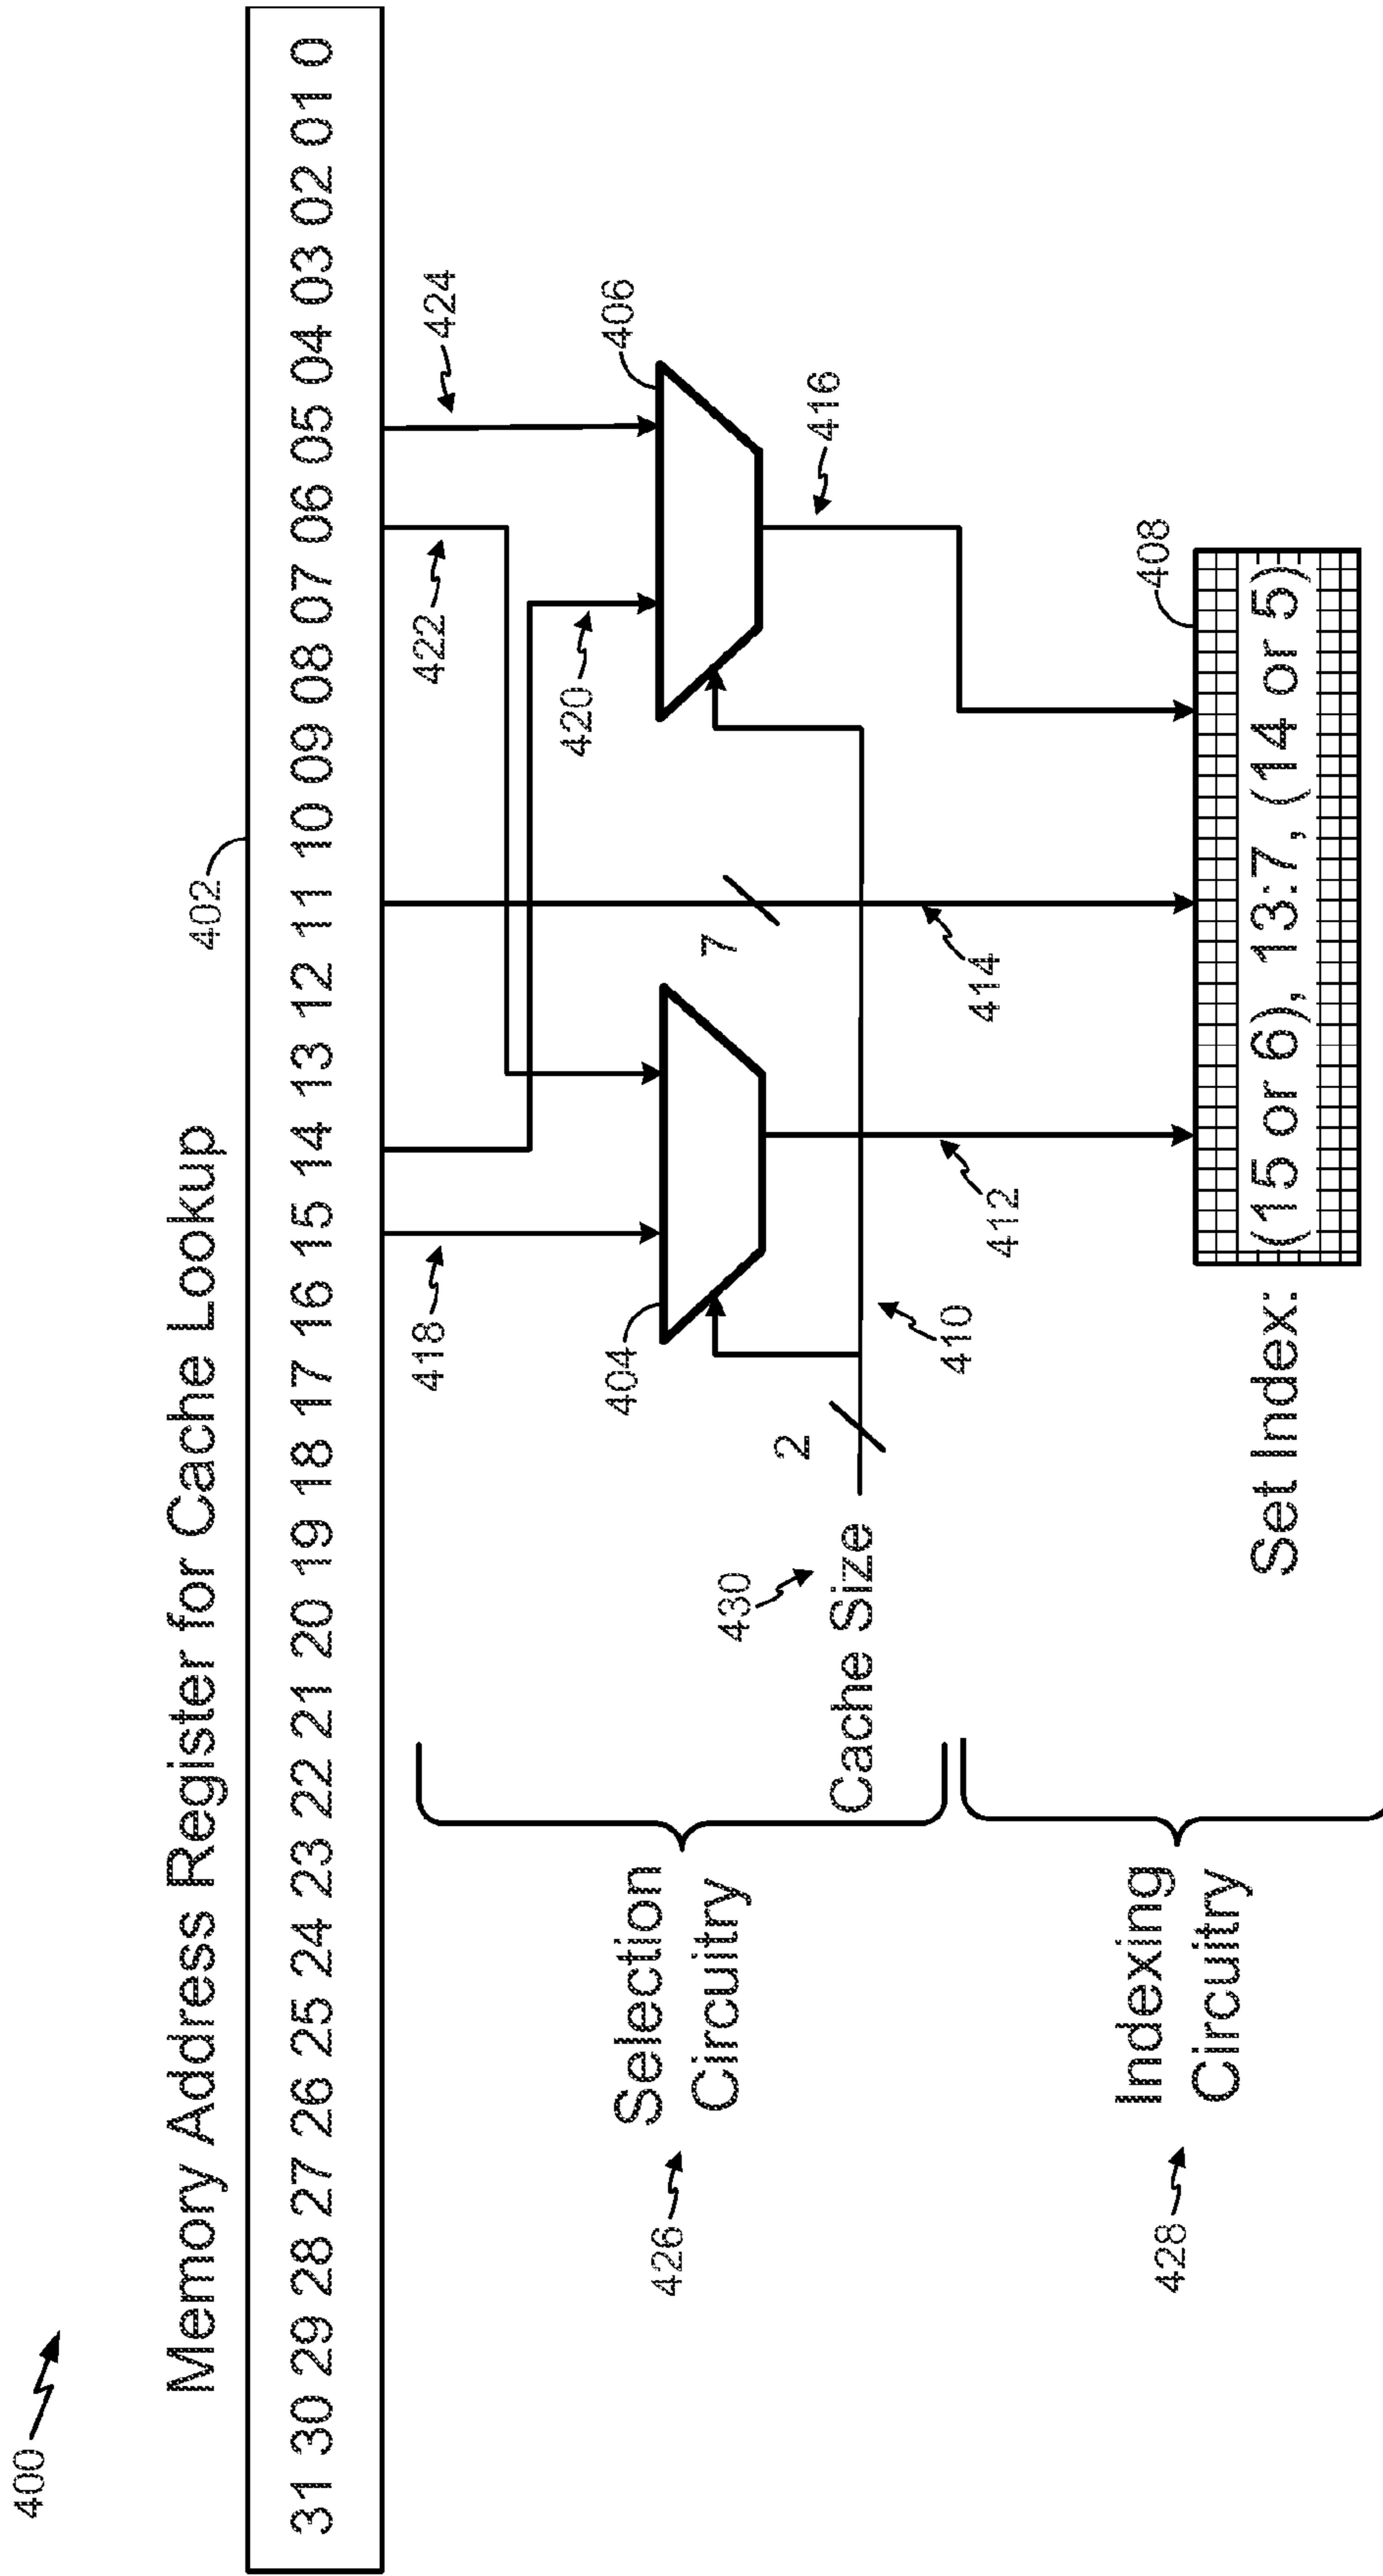 400
Memory Address Register for Cache Lookup
402
31 30 29 28 27 26 25 24 23 22 21 20 19 18 17 16 15 14 13 12 11 10 09 08 07 06 05 04 03 02 01 0
418
422
424
420
404
406
7
2
430
Cache Size
410
412
414
416
426
Selection
Circuitry
428
Indexing
Circuitry
408
Set Index:
(15 or 6), 13:7, (14 or 5)